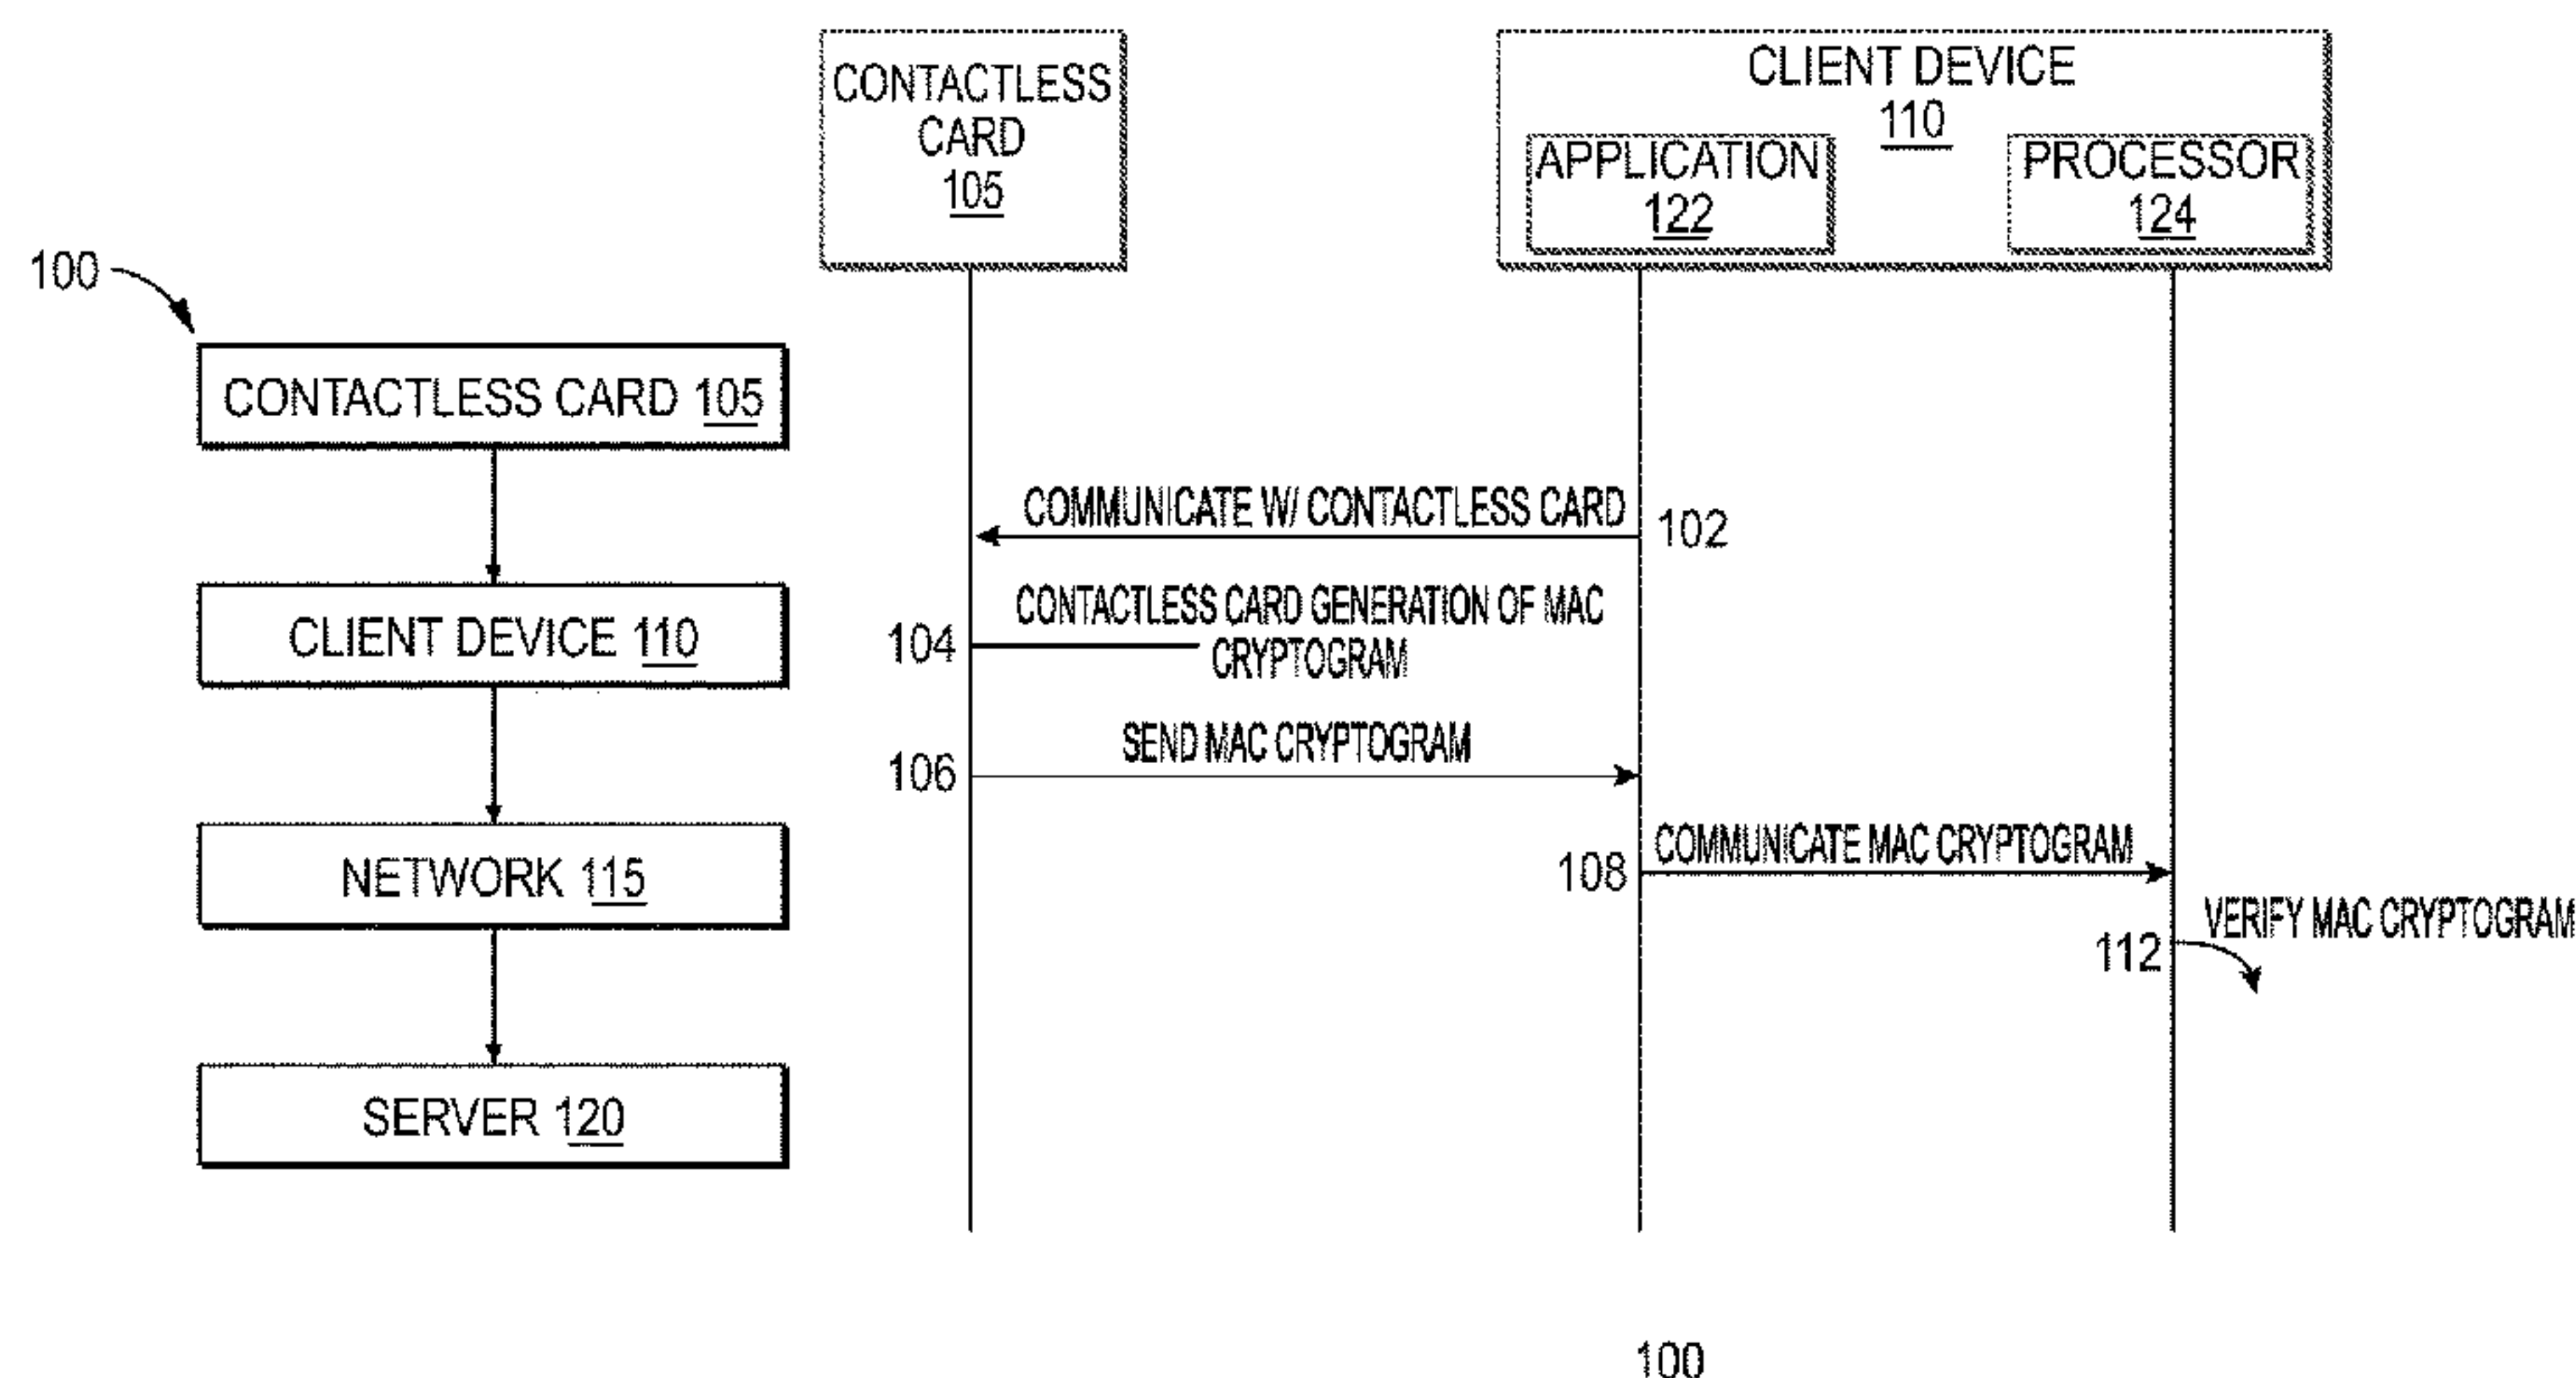 100
CONTACTLESS CARD 105
CLIENT DEVICE 110
NETWORK 115
SERVER 120
CONTACTLESS
CARD
105
CLIENT DEVICE
110
APPLICATION
122
PROCESSOR
124
COMMUNICATE W/ CONTACTLESS CARD
102
CONTACTLESS CARD GENERATION OF MAC
104
CRYPTOGRAM
SEND MAC CRYPTOGRAM
106
COMMUNICATE MAC CRYPTOGRAM
108
VERIFY MAC CRYPTOGRAM
112
100